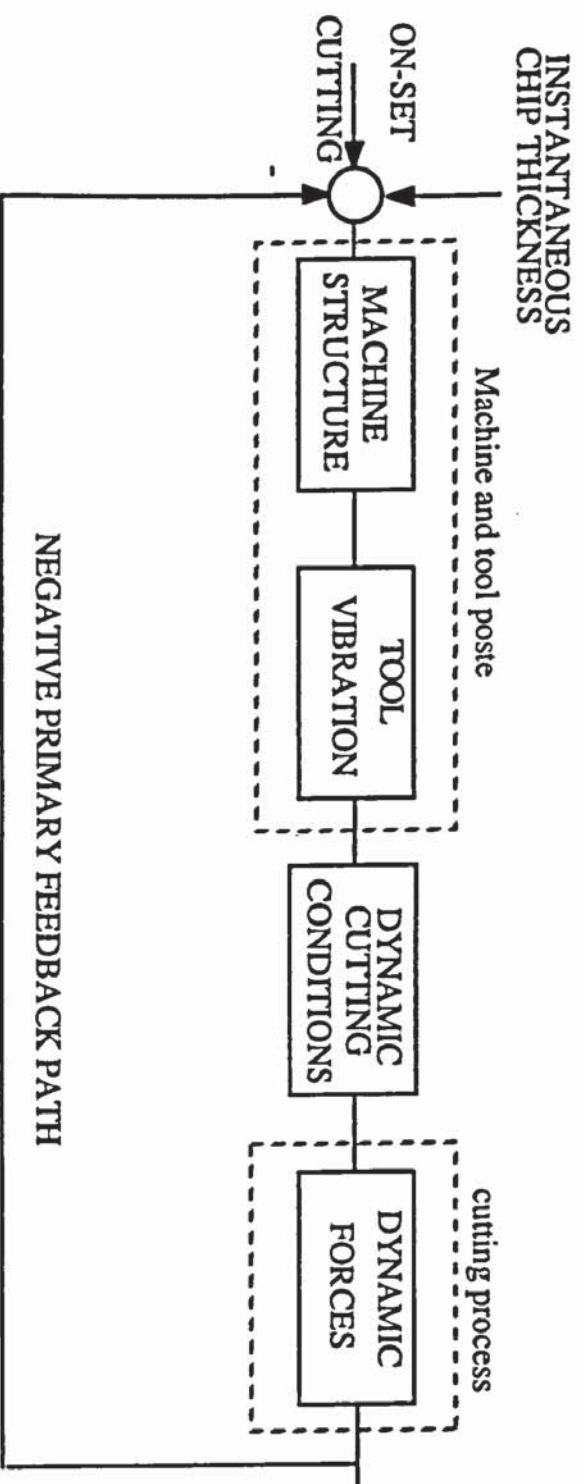 INSTANTANEOUS
CHIP THICKNESS
ON-SET
CUTTING
-
Machine and tool poste
MACHINE
STRUCTURE
TOOL
VIBRATION
DYNAMIC
CUTTING
CONDITIONS
cutting process
DYNAMIC
FORCES
NEGATIVE PRIMARY FEEDBACK PATH